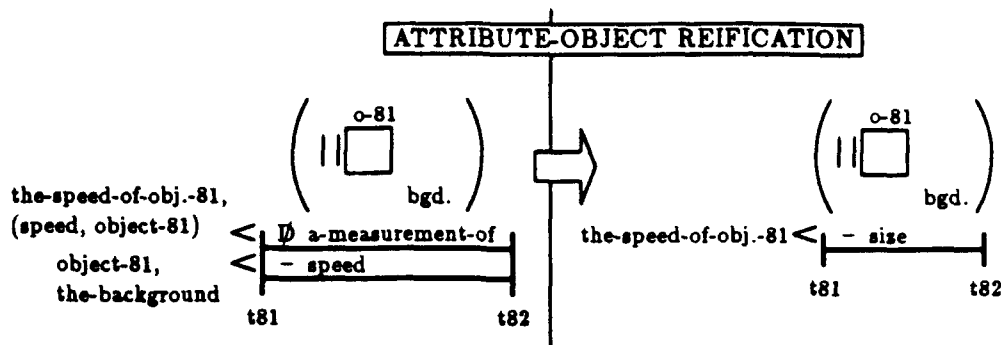 ATTRIBUTE-OBJECT REIFICATION
o-81
bgd.
the-speed-of-obj.-81,
(speed, object-81)
a-measurement-of
object-81,
the-background
- speed
t81
t82
o-81
bgd.
the-speed-of-obj.-81
- size
t81
t82